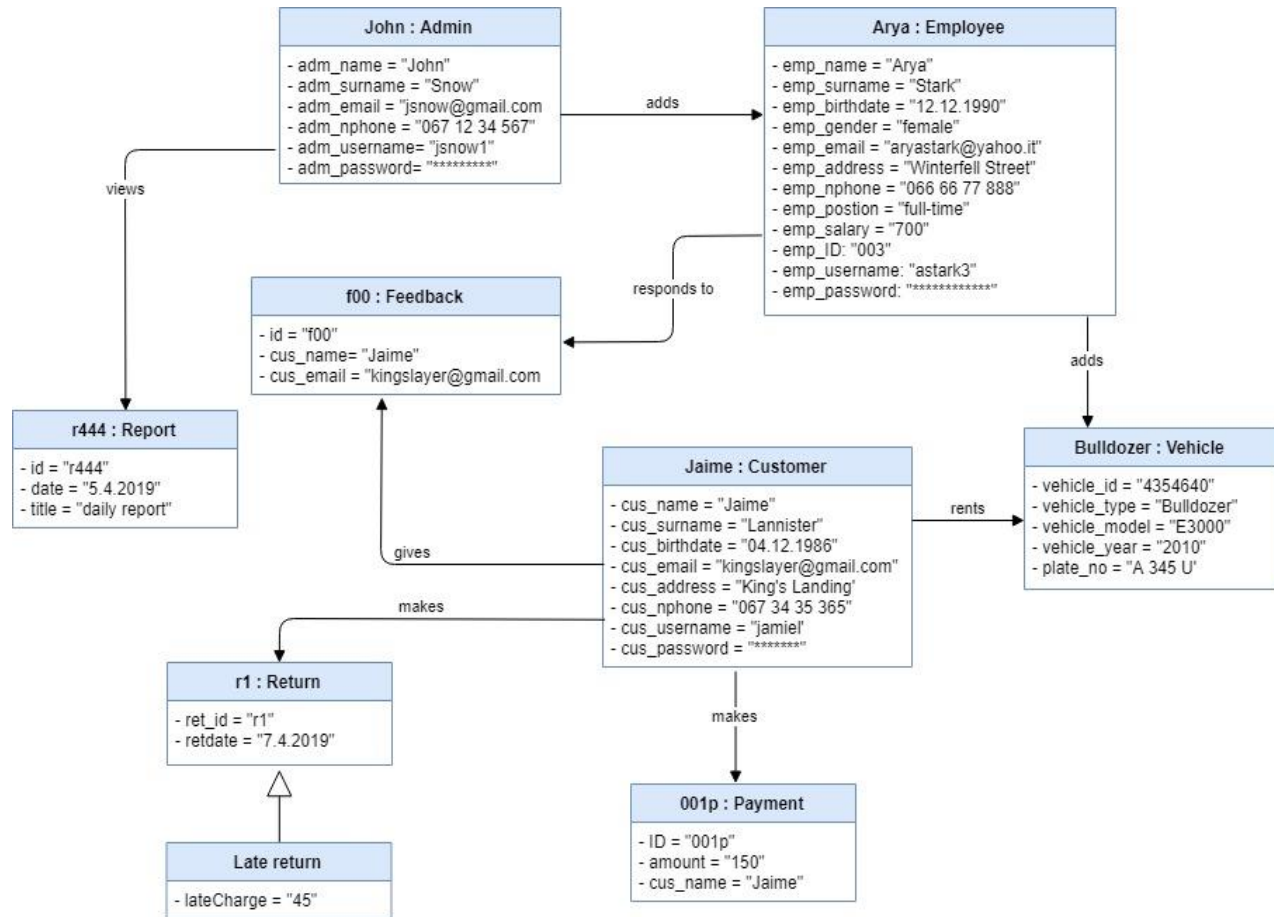 John : Admin
- adm_name = "John"
- adm_surname = "Snow"
- adm_email = "jsnow@gmail.com
- adm_nphone = "067 12 34 567"
- adm_username= "jsnow1"
- adm_password= "*********"
adds
Arya : Employee
- emp_name = "Arya"
- emp_surname = "Stark"
- emp_birthdate = "12.12.1990"
- emp_gender = "female"
- emp_email = "aryastark@yahoo.it"
- emp_address = "Winterfell Street"
- emp_nphone = "066 66 77 888"
- emp_postion = "full-time"
- emp_salary = "700"
- emp_ID: "003"
- emp_username: "astark3"
- emp_password: "************"
views
responds to
f00 : Feedback
- id = "f00"
- cus_name= "Jaime"
- cus_email = "kingslayer@gmail.com
adds
r444 : Report
- id = "r444"
- date = "5.4.2019"
- title = "daily report"
gives
Jaime : Customer
- cus_name = "Jaime"
- cus_surname = "Lannister"
- cus_birthdate = "04.12.1986"
- cus_email = "kingslayer@gmail.com"
- cus_address = "King's Landing'
- cus_nphone = "067 34 35 365"
- cus_username = "jamiel'
- cus_password = "*******"
rents
Bulldozer : Vehicle
- vehicle_id = "4354640"
- vehicle_type = "Bulldozer"
- vehicle_model = "E3000"
- vehicle_year = "2010"
- plate_no = "A 345 U'
makes
r1 : Return
- ret_id = "r1"
- retdate = "7.4.2019"
makes
001p : Payment
- ID = "001p"
- amount = "150"
- cus_name = "Jaime"
Late return
- lateCharge = "45"